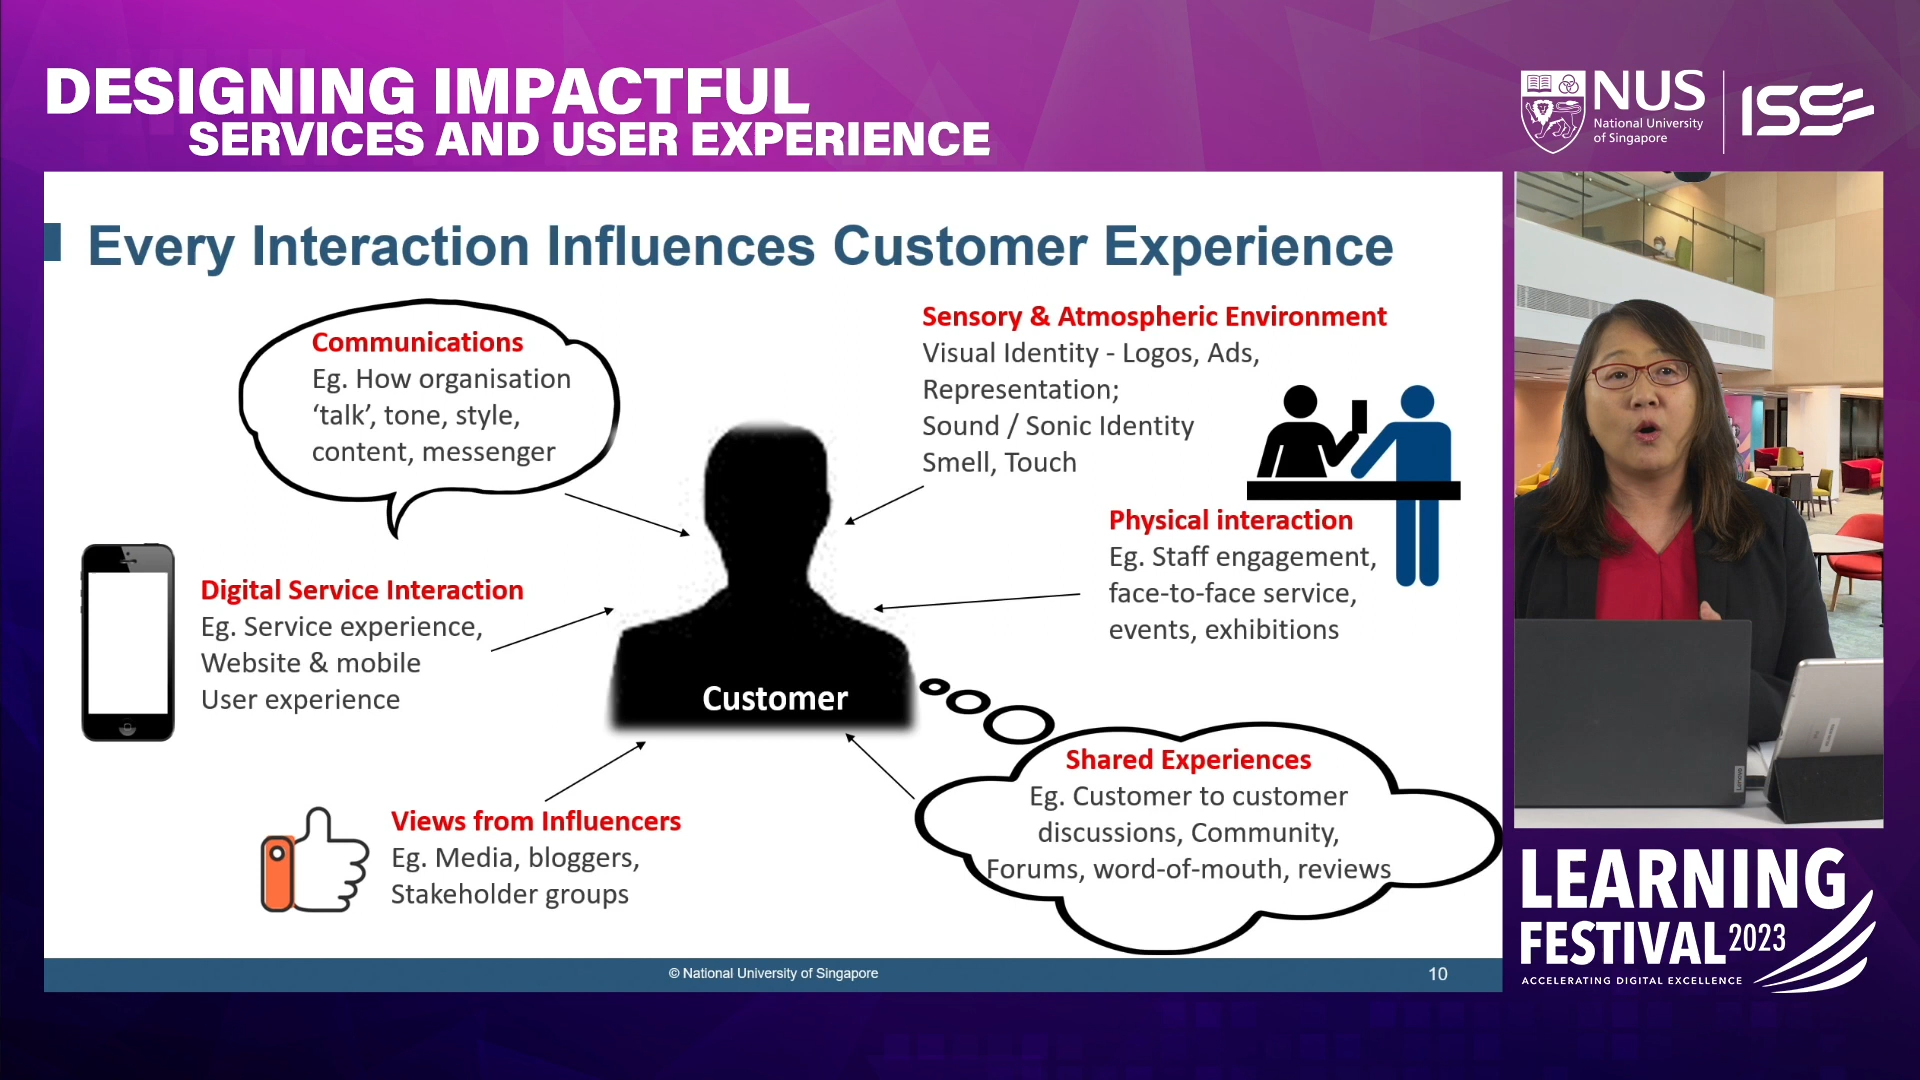 DESIGNING IMPACTFUL
SERVICES AND USER EXPERIENCE
NUS
National University
of Singapore
ISS
Every Interaction Influences Customer Experience
Communications
Eg. How organisation
‘talk’, tone, style,
content, messenger
Sensory & Atmospheric Environment
Visual Identity - Logos, Ads,
Representation;
Sound / Sonic Identity
Smell, Touch
Physical interaction
Eg. Staff engagement,
face-to-face service,
events, exhibitions
Digital Service Interaction
Eg. Service experience,
Website & mobile
User experience
Customer
Shared Experiences
Eg. Customer to customer
discussions, Community,
Forums, word-of-mouth, reviews
Views from Influencers
Eg. Media, bloggers,
Stakeholder groups
© National University of Singapore
10
Lenovo
LEARNING
FESTIVAL 2023
ACCELERATING DIGITAL EXCELLENCE